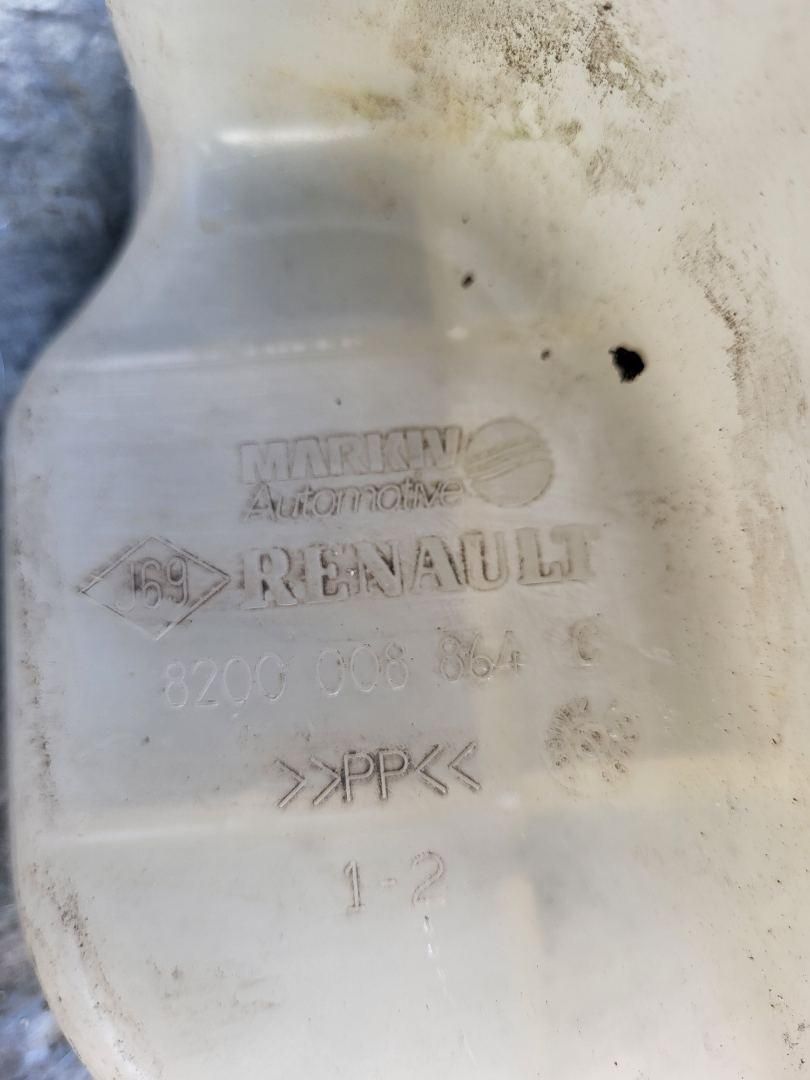 MARKIV
Automotive
J69 RENAULT
8200 008 864 C
>>PP<<
1-2